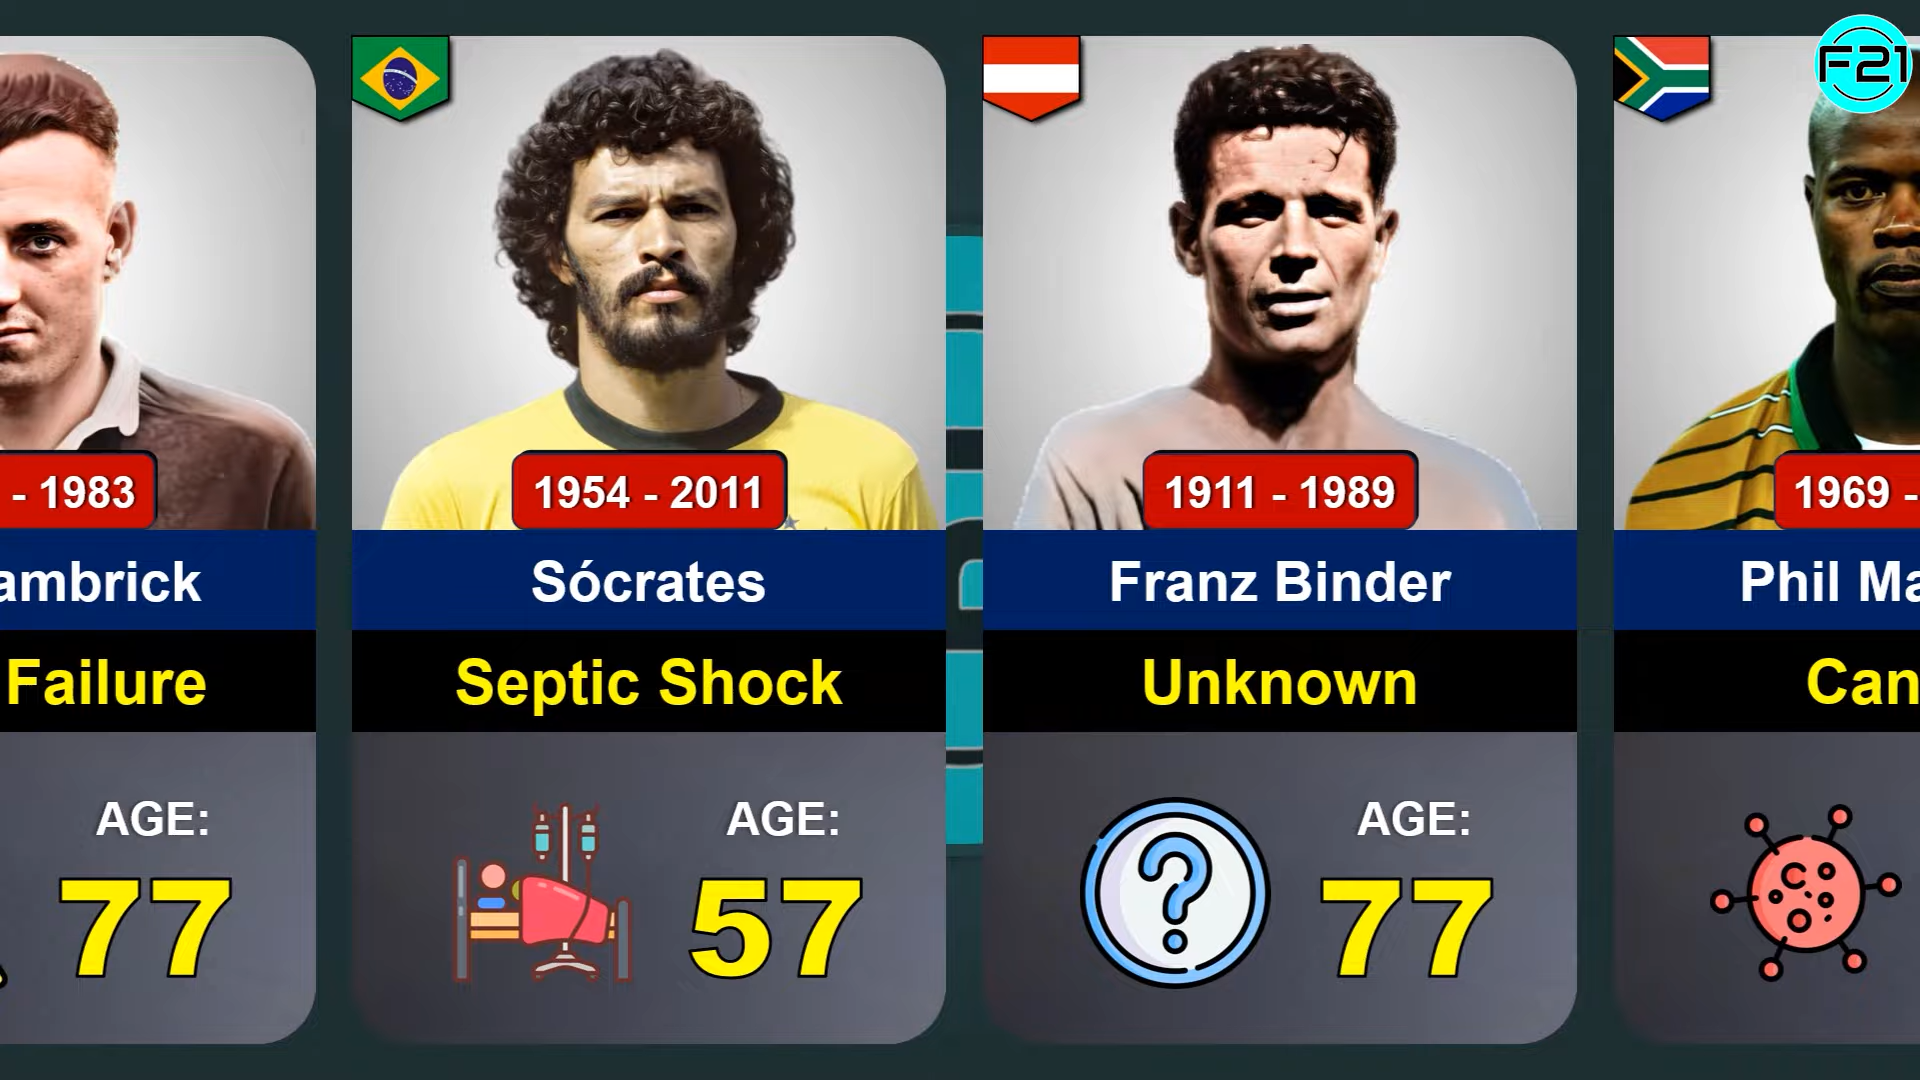 F21
- 1983
ambrick
Failure
AGE:
77
1954 - 2011
Sócrates
Septic Shock
AGE:
57
1911 - 1989
Franz Binder
Unknown
AGE:
77
1969 -
Phil Ma
Can